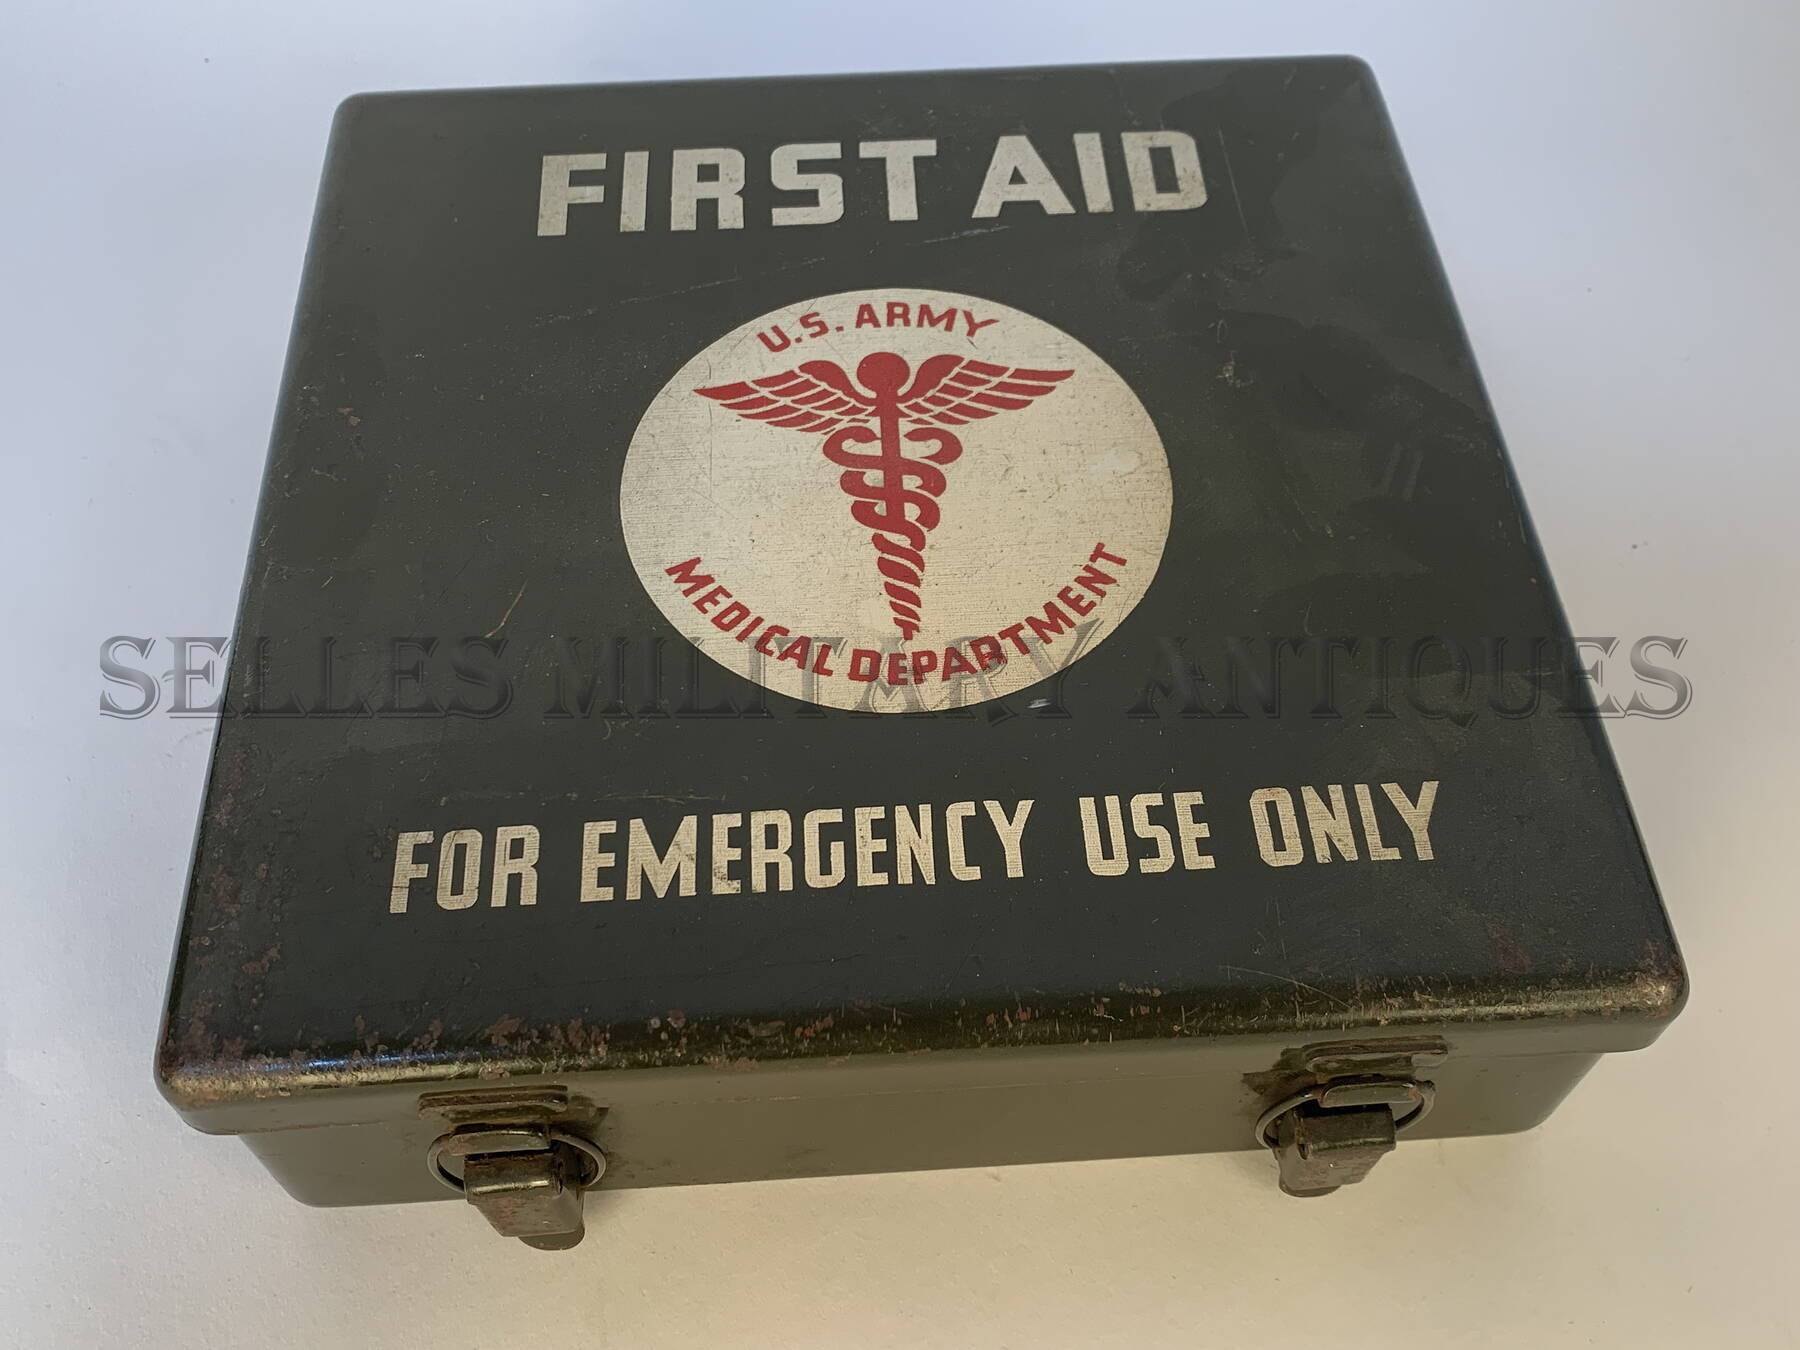 FIRST AID
U.S. ARMY
MEDICAL DEPARTMENT
SELLES MILITARY ANTIQUES
FOR EMERGENCY USE ONLY